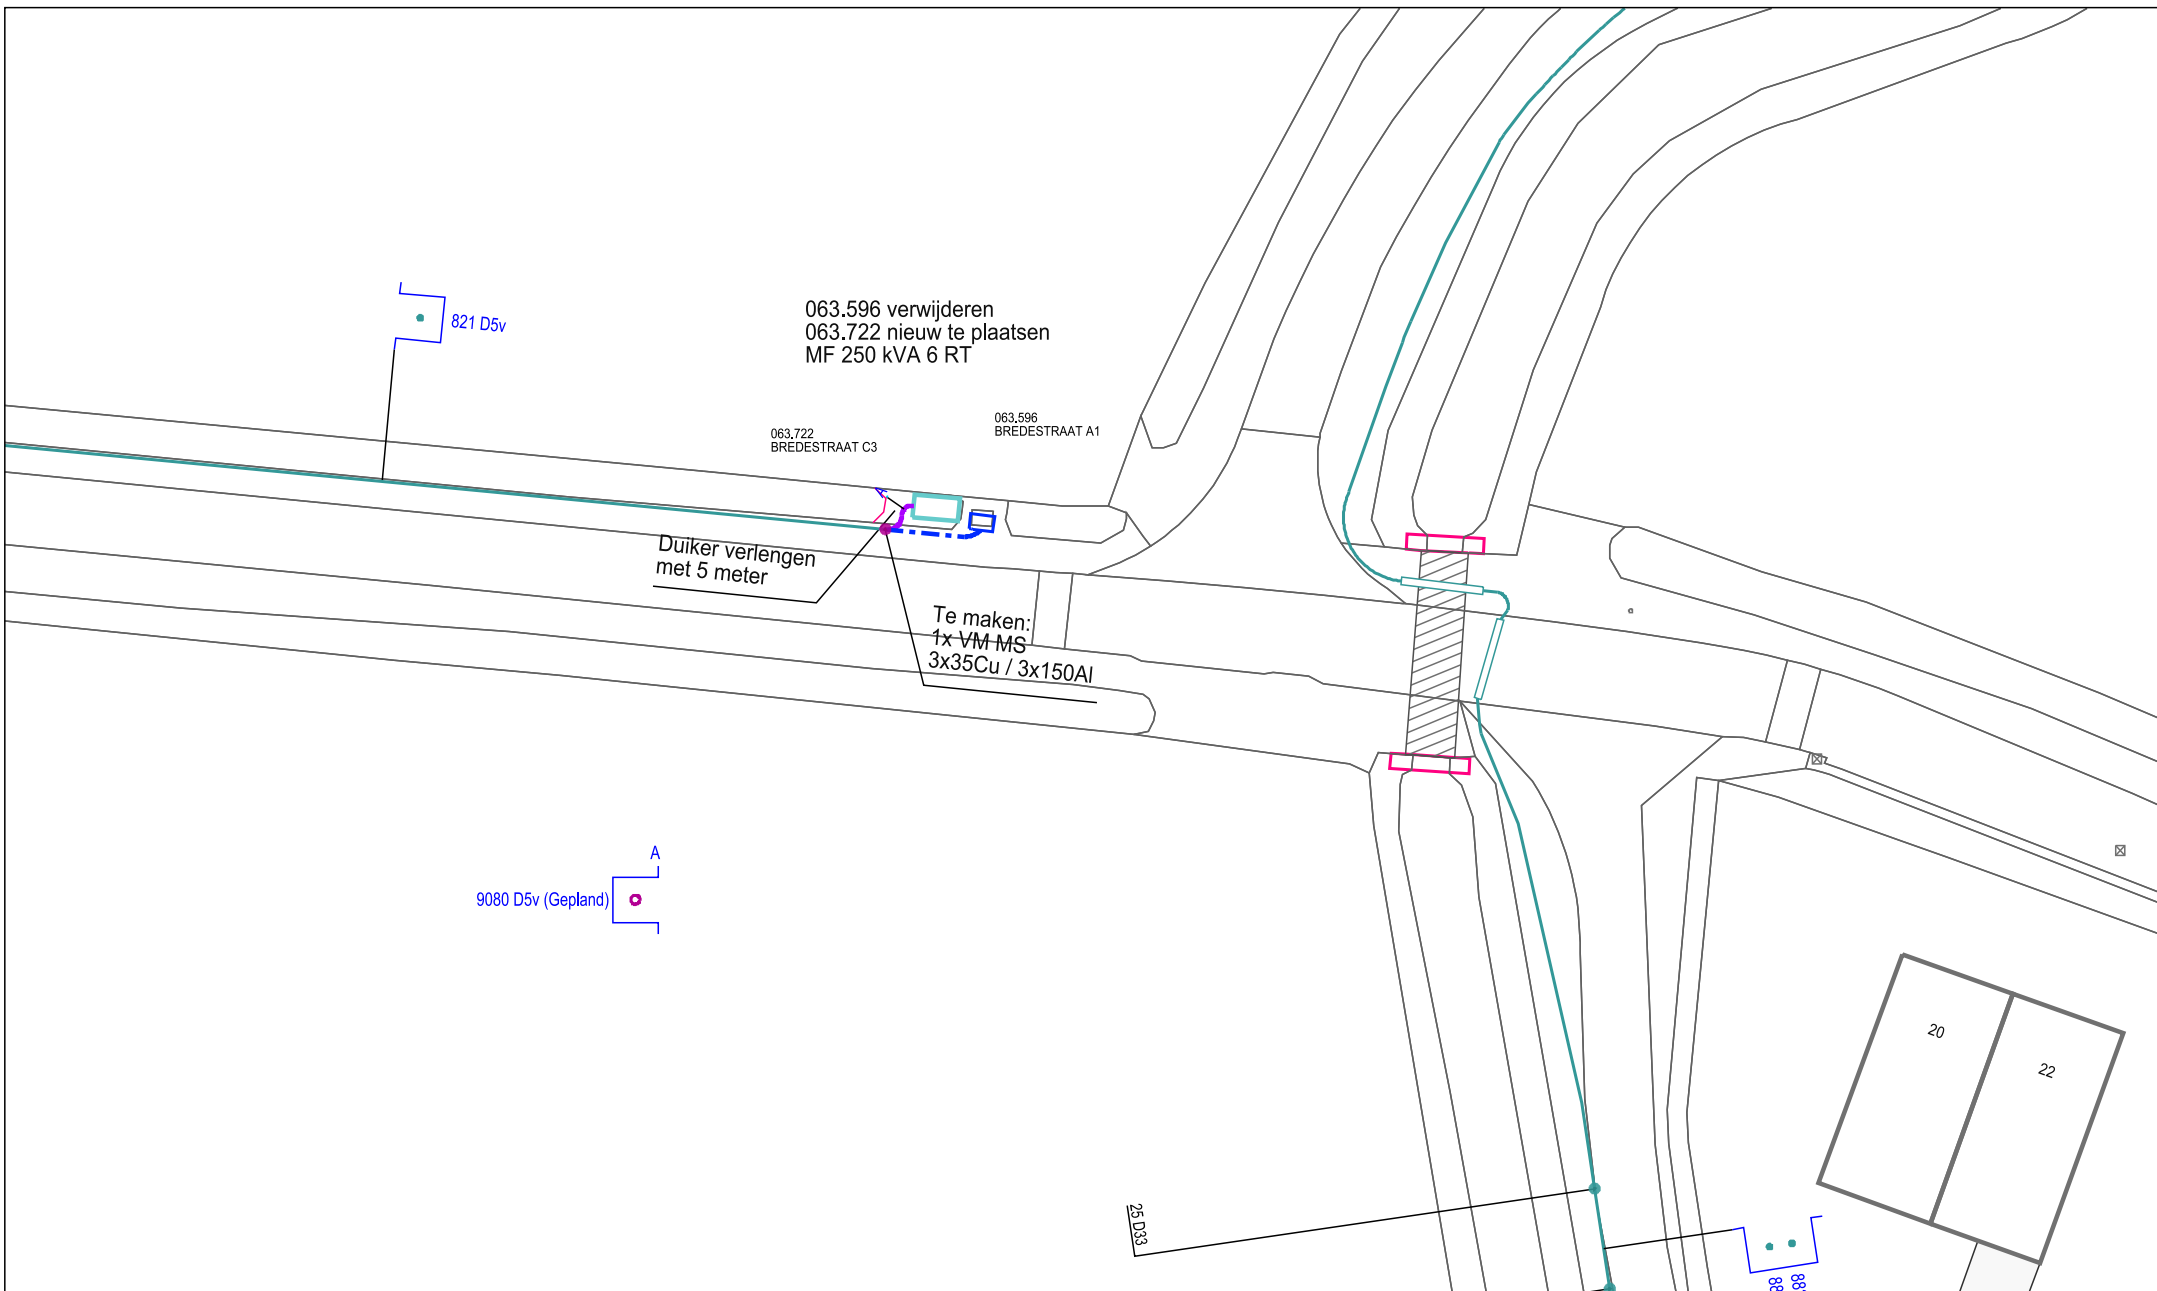 063.596 verwijderen
063.722 nieuw te plaatsen
MF 250 kVA 6 RT
821 D5v
063.596
BREDESTRAAT A1
063.722
BREDESTRAAT C3
A
Duiker verlengen
met 5 meter
Te maken:
1x VM MS
3x35Cu / 3x150Al
A
9080 D5v (Gepland)
20
22
25 D33
88
88